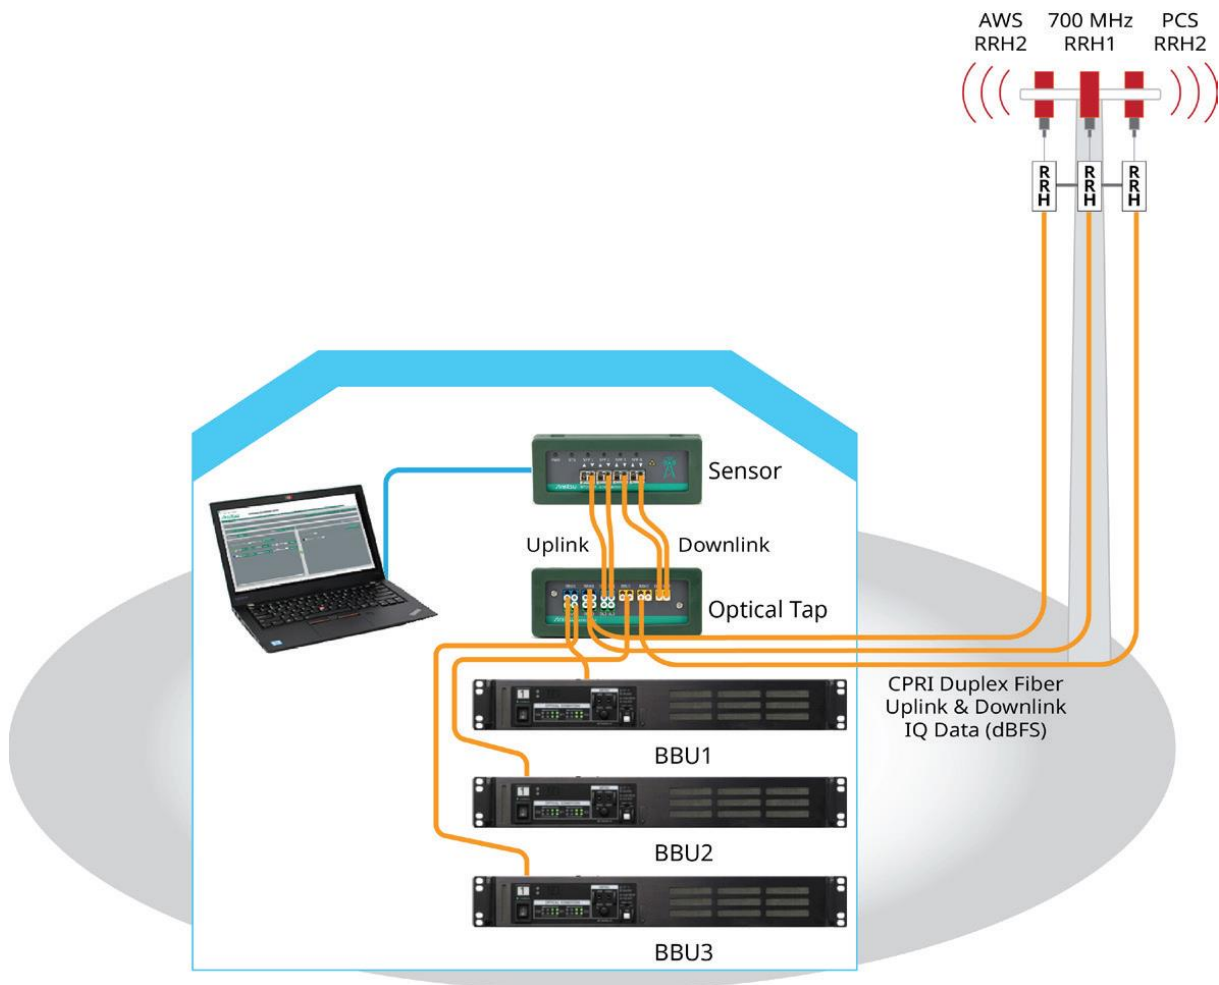 AWS
RRH2
700 MHz
RRH1
PCS
RRH2
RRH
RRH
RRH
Sensor
Uplink
Downlink
Optical Tap
CPRI Duplex Fiber
Uplink & Downlink
IQ Data (dBFS)
BBU1
BBU2
BBU3